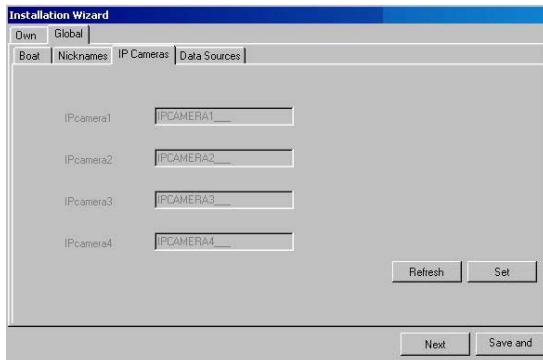 Installation Wizard
Own Global
Boat Nicknames IP Cameras Data Sources
IPcamera1 IPCAMERA1___
IPcamera2 IPCAMERA2___
IPcamera3 IPCAMERA3___
IPcamera4 IPCAMERA4___
Refresh Set
Next Save and